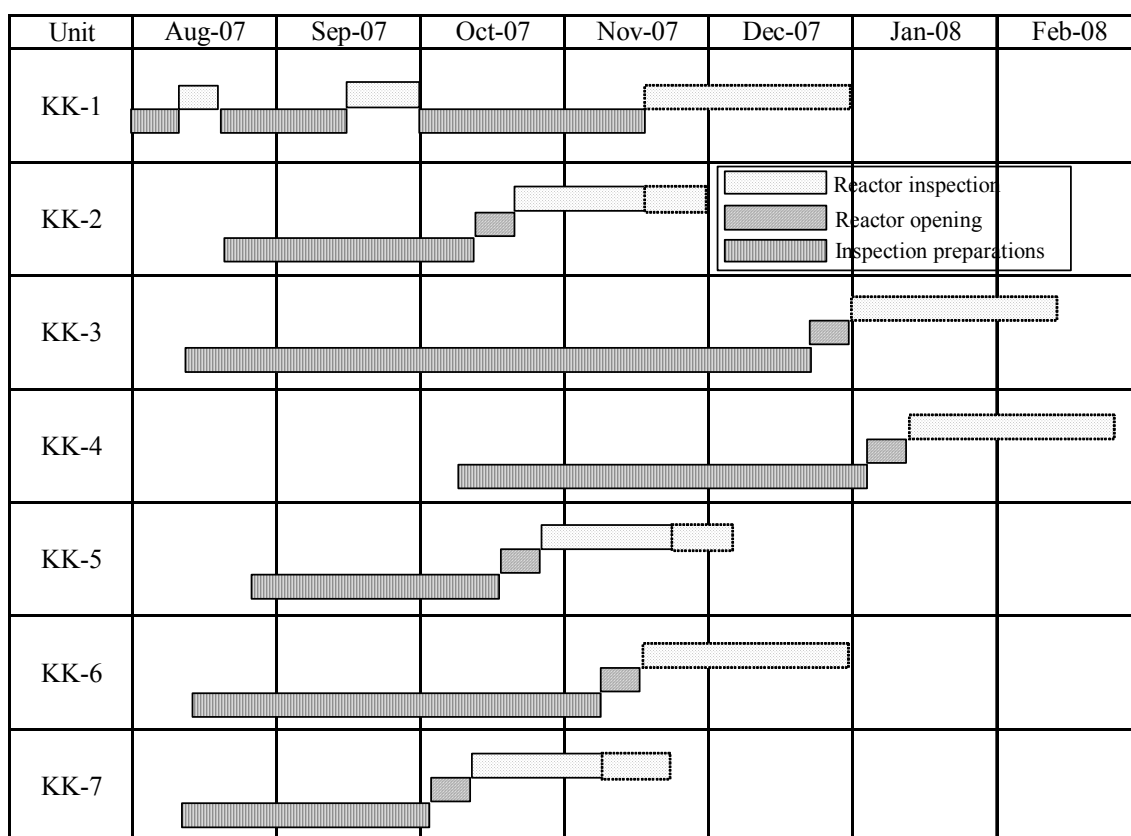 Unit Aug-07 Sep-07 Oct-07 Nov-07 Dec-07 Jan-08 Feb-08
KK-1
KK-2
Reactor inspection
Reactor opening
Inspection preparations
KK-3
KK-4
KK-5
KK-6
KK-7